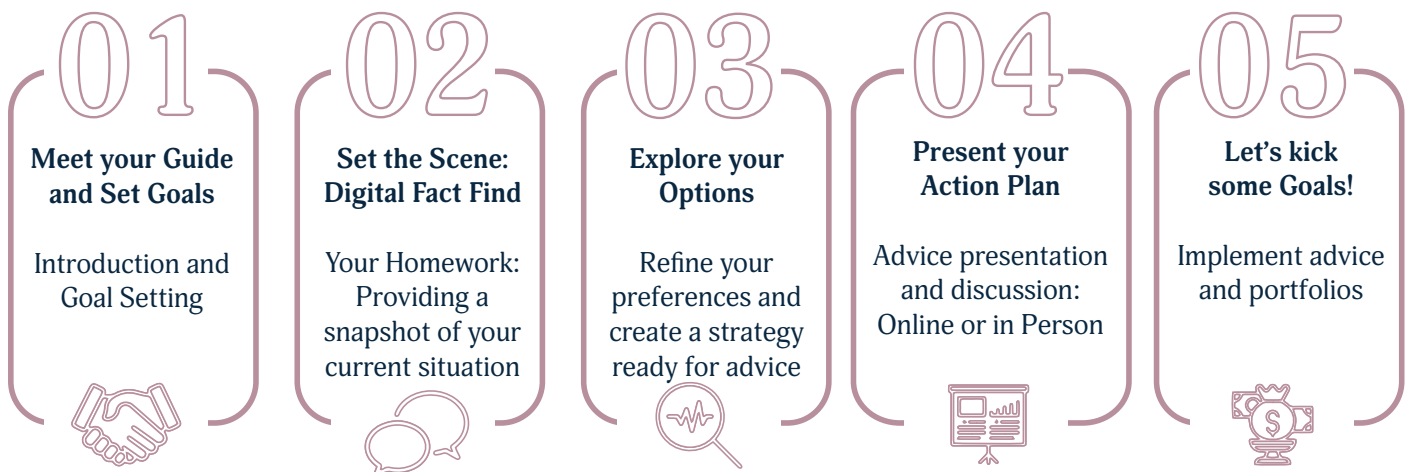 01
Meet your Guide
and Set Goals
Introduction and
Goal Setting
02
Set the Scene:
Digital Fact Find
Your Homework:
Providing a
snapshot of your
current situation
03
Explore your
Options
Refine your
preferences and
create a strategy
ready for advice
04
Present your
Action Plan
Advice presentation
and discussion:
Online or in Person
05
Let's kick
some Goals!
Implement advice
and portfolios
$